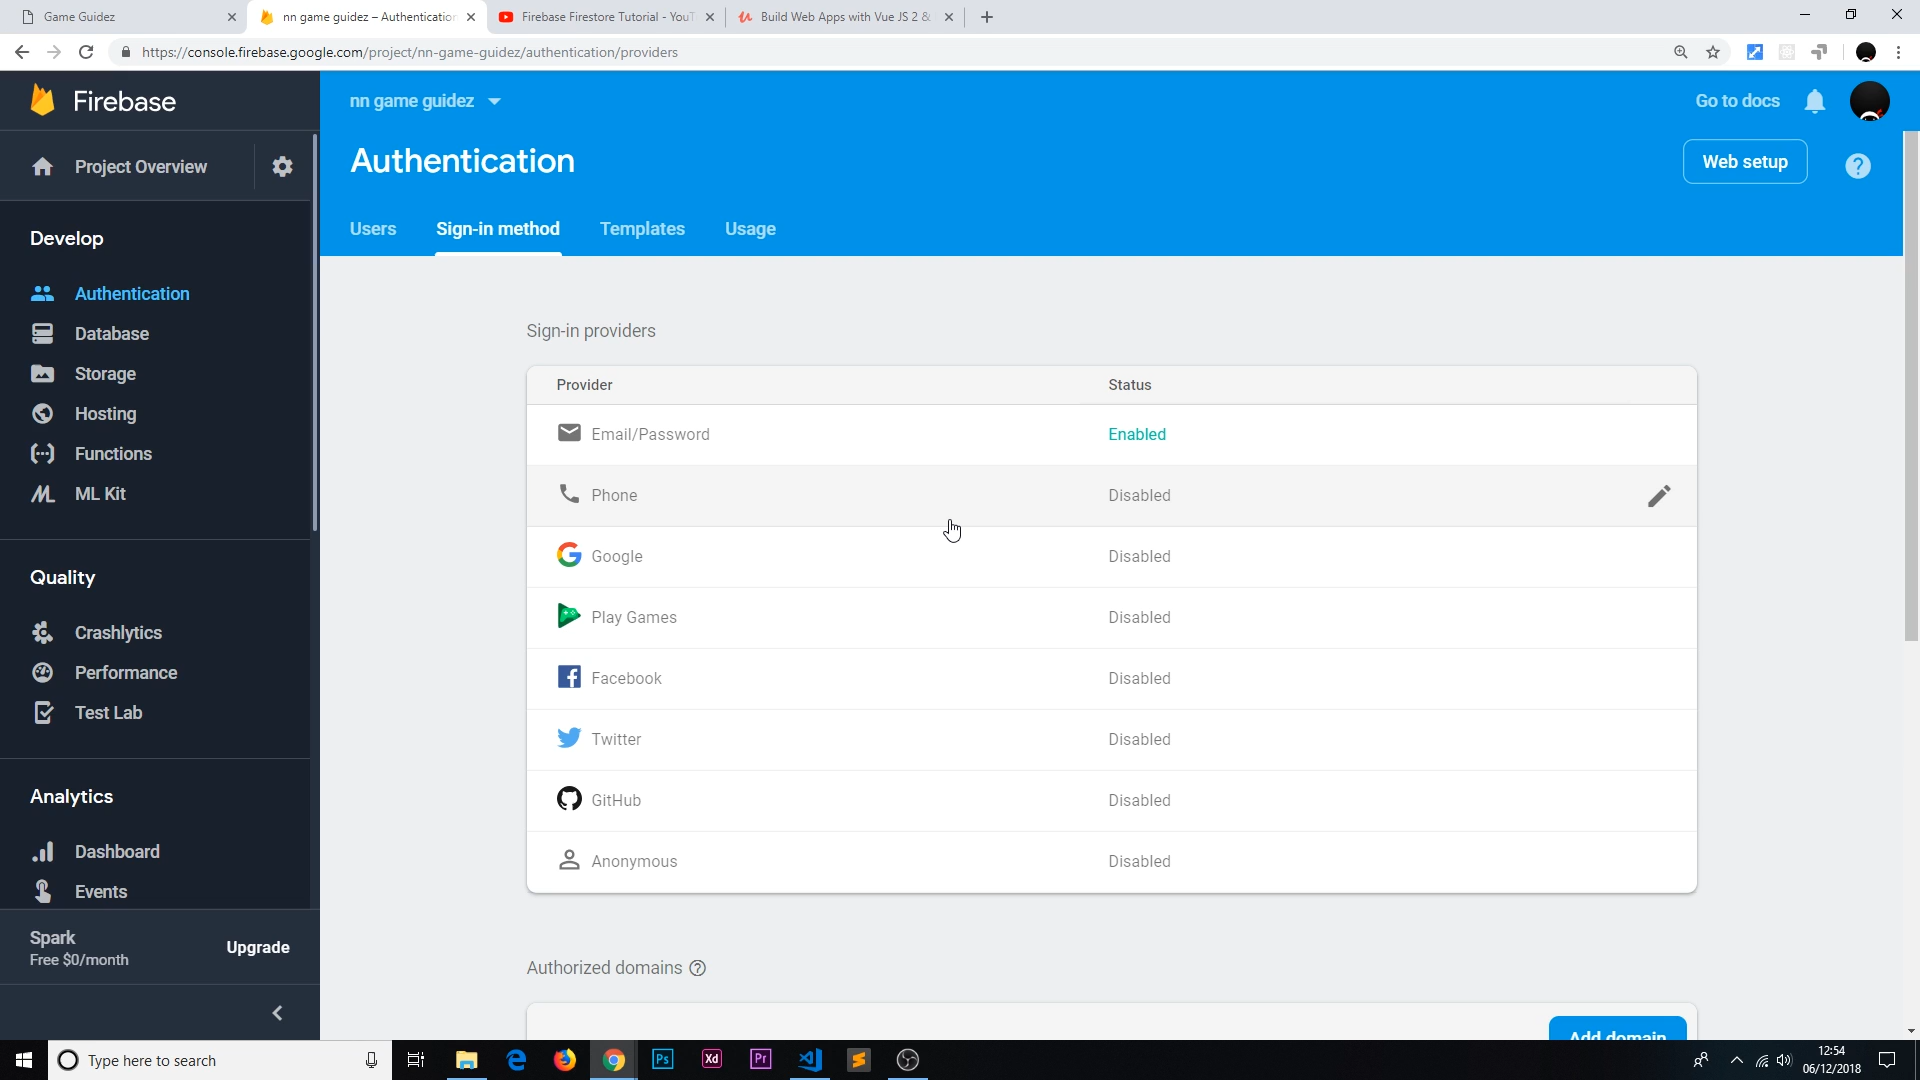 Game Guidez
nn game guidez – Authentication
Firebase Firestore Tutorial - YouT
Build Web Apps with Vue JS 2 &
https://console.firebase.google.com/project/nn-game-guidez/authentication/providers
Firebase
nn game guidez
Go to docs
Project Overview
Authentication
Web setup
?
Users
Sign-in method
Templates
Usage
Develop
Authentication
Database
Storage
Hosting
Functions
ML Kit
Quality
Crashlytics
Performance
Test Lab
Analytics
Dashboard
Events
Spark
Free $0/month
Upgrade
Sign-in providers
Provider Status
Email/Password Enabled
Phone Disabled
Google Disabled
Play Games Disabled
Facebook Disabled
Twitter Disabled
GitHub Disabled
Anonymous Disabled
Authorized domains ?
Add domain
Type here to search
Ps
Xd
Pr
12:54
06/12/2018